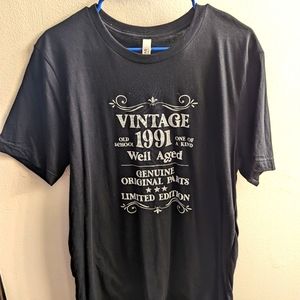 VINTAGE
OLD SCHOOL 1991 ONE OF A KIND
Well Aged
GENUINE
ORIGINAL PARTS
LIMITED EDITION